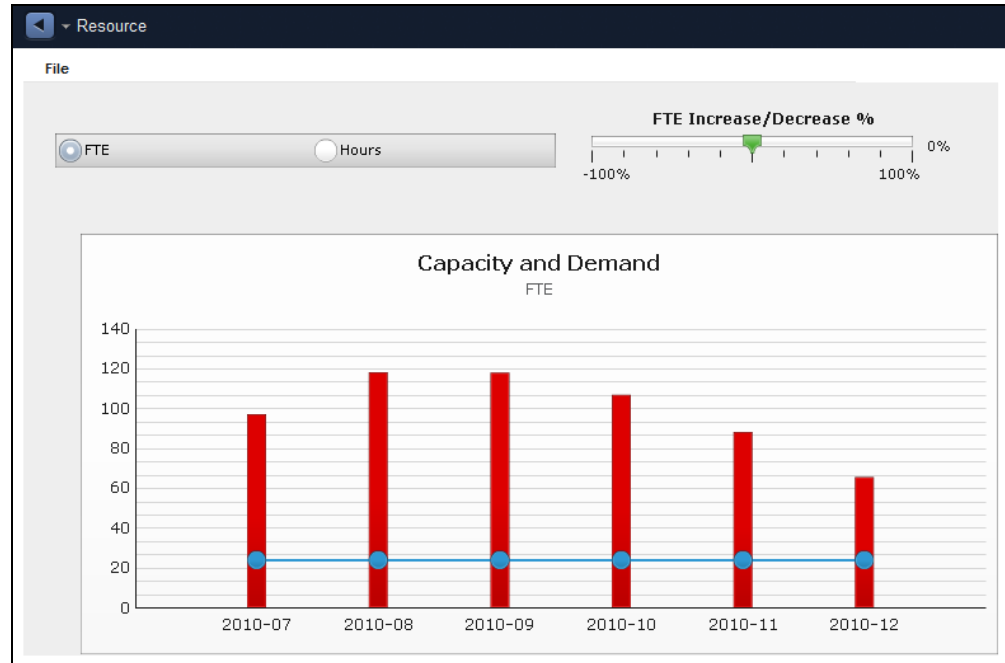 Resource
File
FTE Hours
FTE Increase/Decrease %
0%
-100% 100%
Capacity and Demand
FTE
140
120
100
80
60
40
20
0
2010-07 2010-08 2010-09 2010-10 2010-11 2010-12